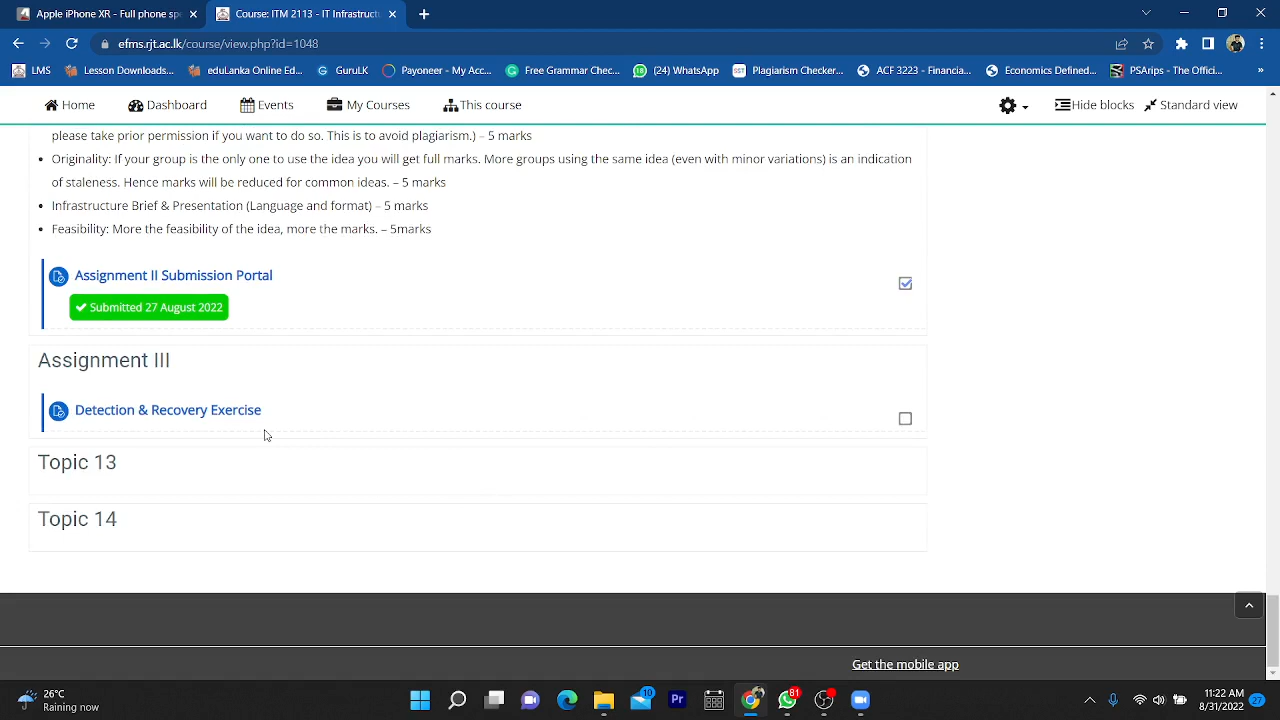 Apple iPhone XR - Full phone sp
Course: ITM 2113 - IT Infrastruct
efms.rjt.ac.lk/course/view.php?id=1048
LMS
Lesson Downloads...
eduLanka Online Ed...
GuruLK
Payoneer - My Acc...
Free Grammar Chec...
(24) WhatsApp
Plagiarism Checker...
ACF 3223 - Financia...
Economics Defined...
PSArips - The Offici...
»
Home
Dashboard
Events
My Courses
This course
Hide blocks
Standard view
please take prior permission if you want to do so. This is to avoid plagiarism.) – 5 marks
• Originality: If your group is the only one to use the idea you will get full marks. More groups using the same idea (even with minor variations) is an indication
of staleness. Hence marks will be reduced for common ideas. – 5 marks
• Infrastructure Brief & Presentation (Language and format) – 5 marks
• Feasibility: More the feasibility of the idea, more the marks. – 5marks
Assignment II Submission Portal
Submitted 27 August 2022
Assignment III
Detection & Recovery Exercise
Topic 13
Topic 14
Get the mobile app
26°C
Raining now
10
Pr
81
11:22 AM
8/31/2022
27